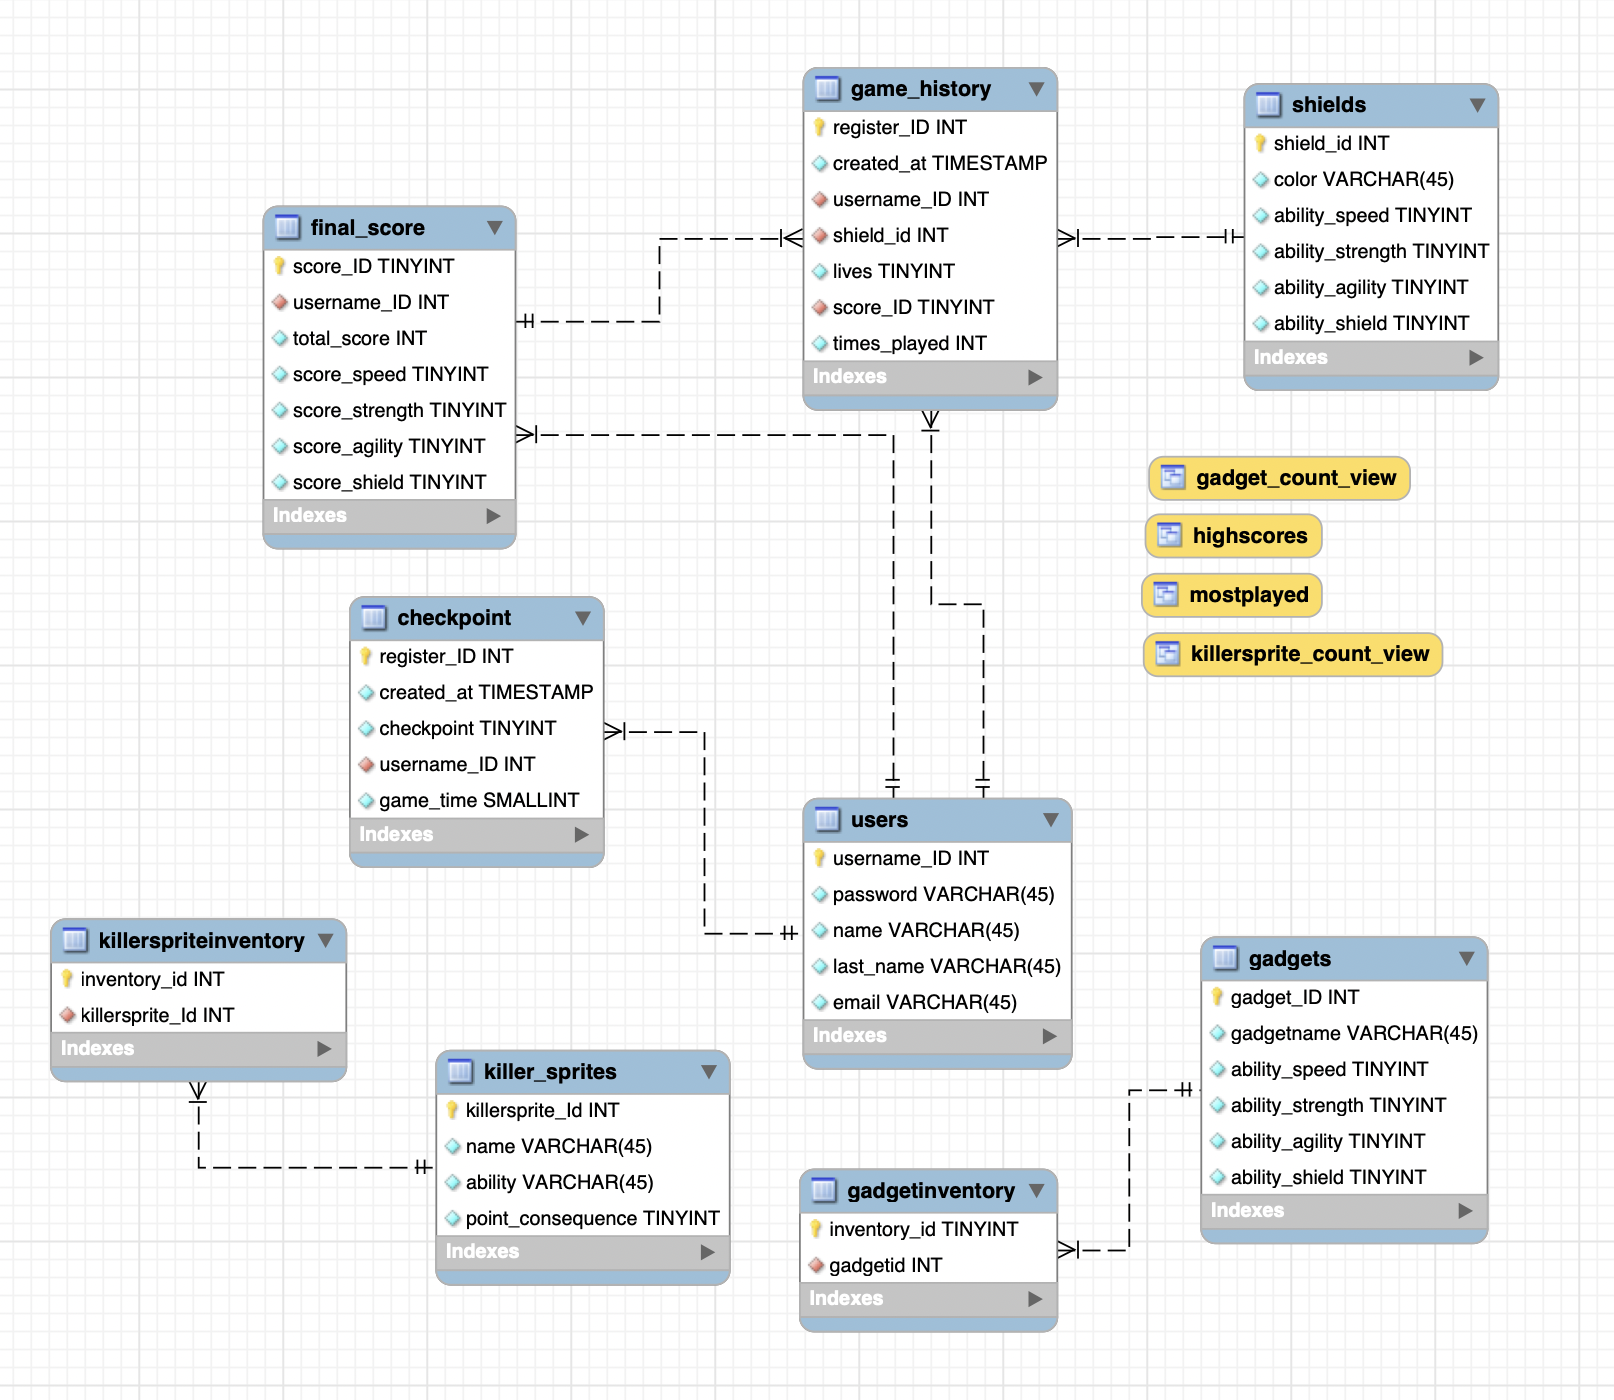 game_history
register_ID INT
created_at TIMESTAMP
username_ID INT
shield_id INT
lives TINYINT
score_ID TINYINT
times_played INT
Indexes
shields
shield_id INT
color VARCHAR(45)
ability_speed TINYINT
ability_strength TINYINT
ability_agility TINYINT
ability_shield TINYINT
Indexes
final_score
score_ID TINYINT
username_ID INT
total_score INT
score_speed TINYINT
score_strength TINYINT
score_agility TINYINT
score_shield TINYINT
Indexes
gadget_count_view
highscores
mostplayed
killersprite_count_view
checkpoint
register_ID INT
created_at TIMESTAMP
checkpoint TINYINT
username_ID INT
game_time SMALLINT
Indexes
users
username_ID INT
password VARCHAR(45)
name VARCHAR(45)
last_name VARCHAR(45)
email VARCHAR(45)
Indexes
killerspriteinventory
inventory_id INT
killersprite_Id INT
Indexes
killer_sprites
killersprite_Id INT
name VARCHAR(45)
ability VARCHAR(45)
point_consequence TINYINT
Indexes
gadgets
gadget_ID INT
gadgetname VARCHAR(45)
ability_speed TINYINT
ability_strength TINYINT
ability_agility TINYINT
ability_shield TINYINT
Indexes
gadgetinventory
inventory_id TINYINT
gadgetid INT
Indexes